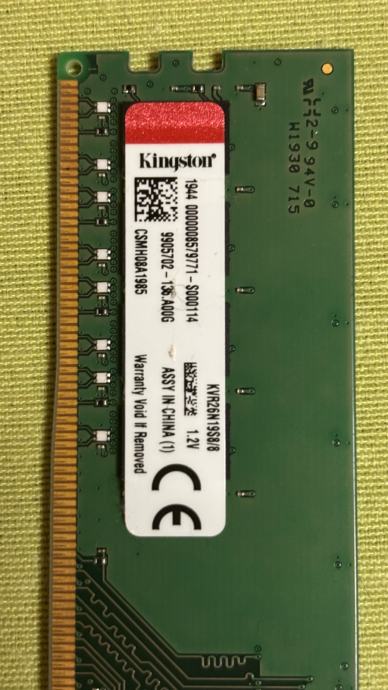 Kingston
1944 0000008579771-S000114
9905702-136.A00G
CSMH08A1985
KVR26N19S8/8
1.2V
ASSY IN CHINA (1)
Warranty Void If Removed
CE
94V-0
W1930 715